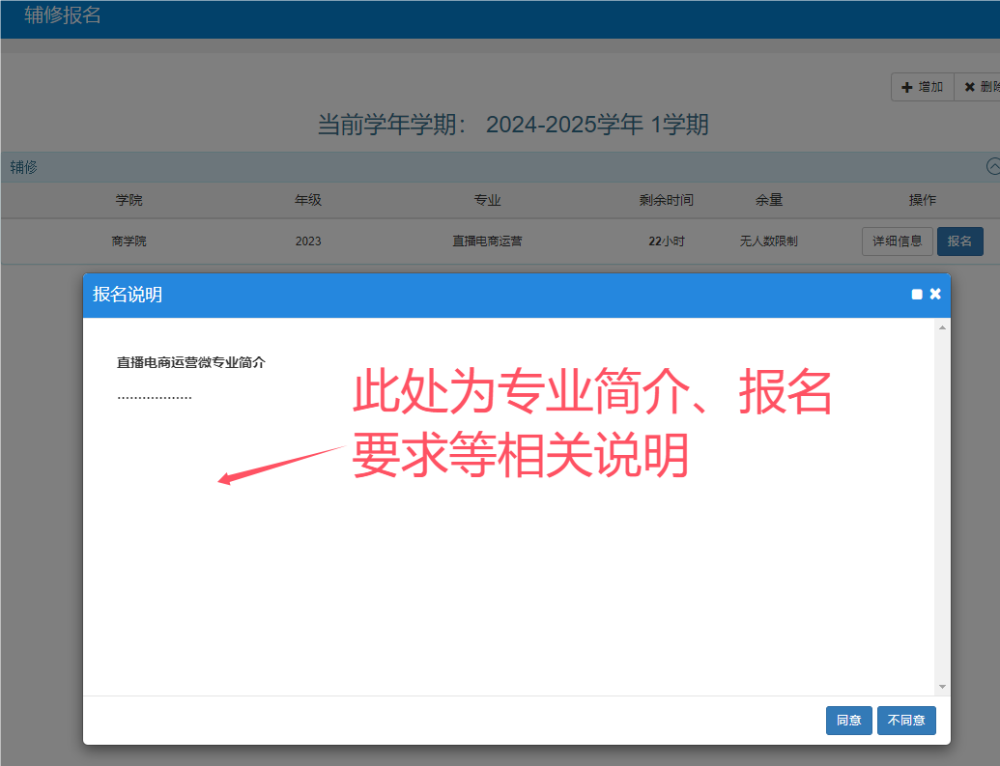 辅修报名
增加 删除
当前学年学期： 2024-2025学年 1学期
辅修
学院 年级 专业 剩余时间 余量 操作
商学院 2023 直播电商运营 22小时 无人数限制 详细信息 报名
报名说明
直播电商运营微专业简介
..................
此处为专业简介、报名
要求等相关说明
同意 不同意